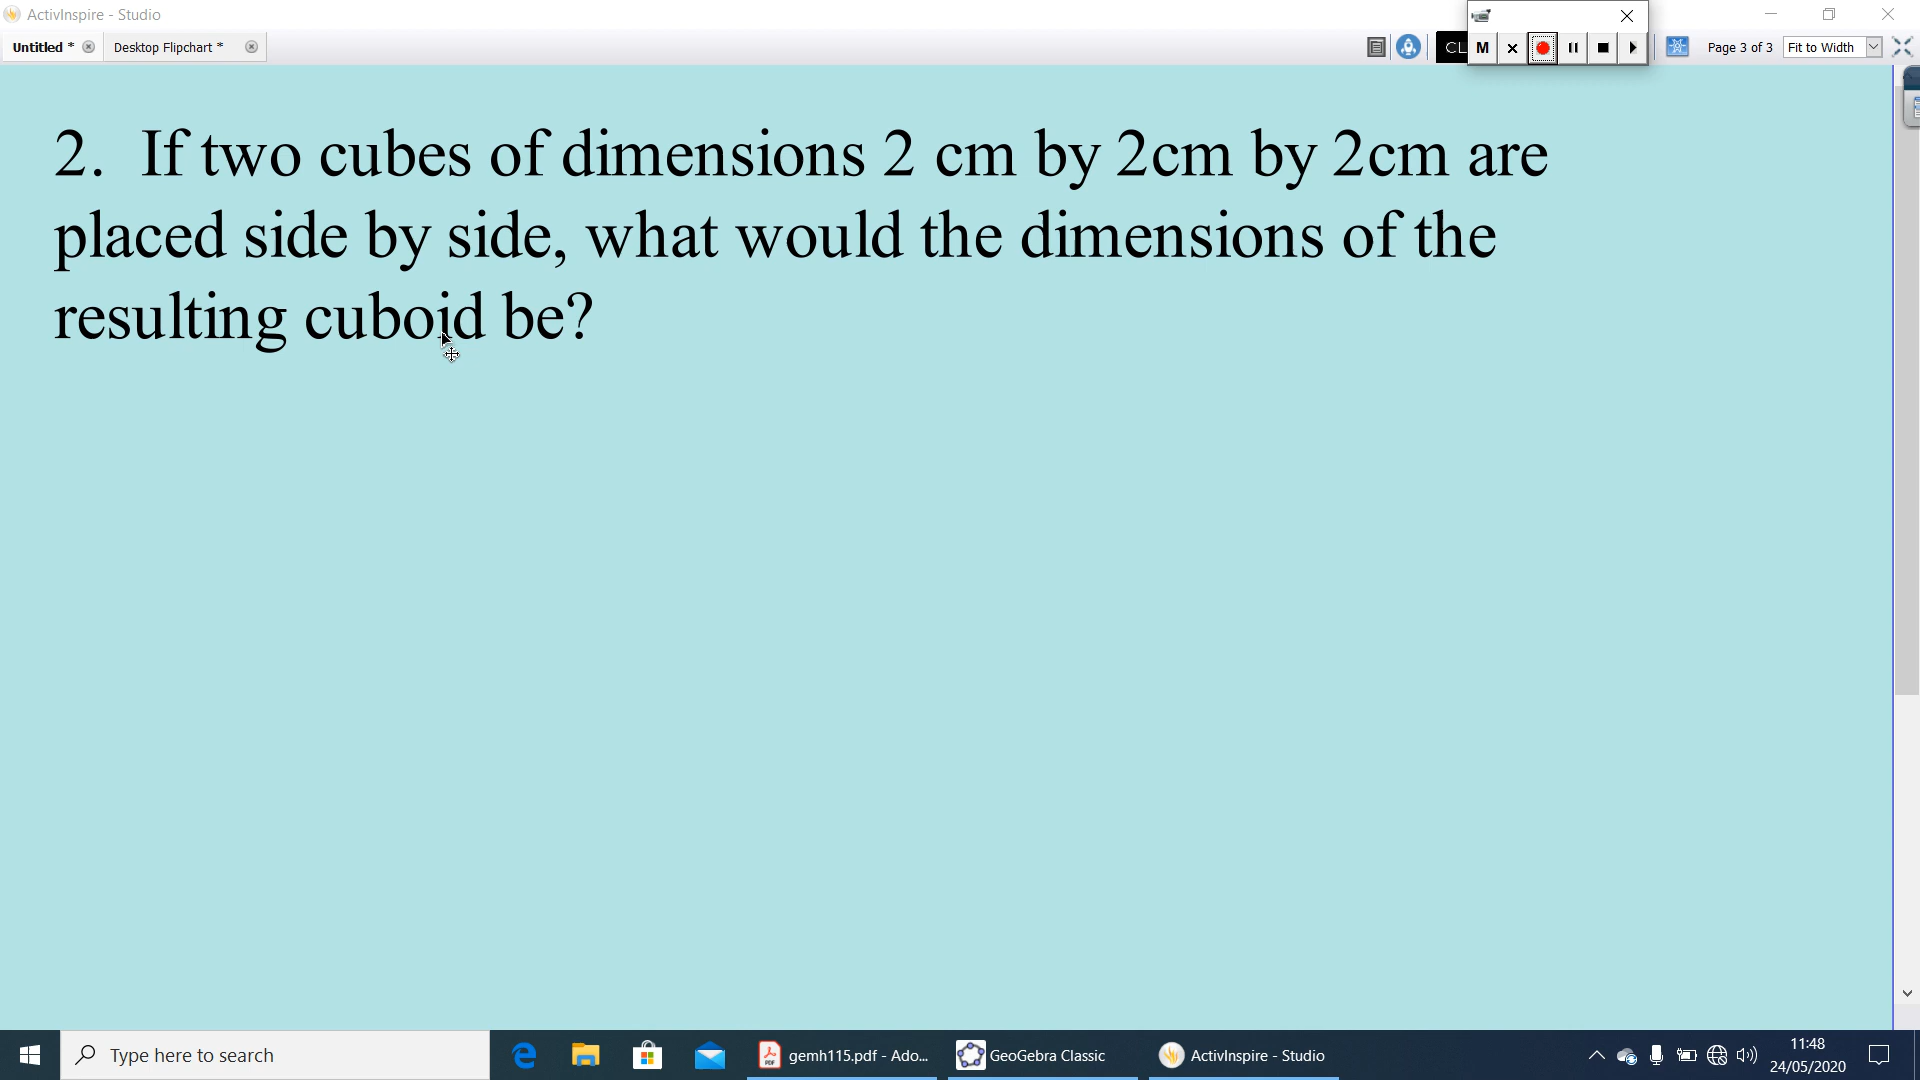 ActivInspire - Studio
Untitled *
Desktop Flipchart *
CL
M
Page 3 of 3
Fit to Width
2. If two cubes of dimensions 2 cm by 2cm by 2cm are
placed side by side, what would the dimensions of the
resulting cuboid be?
Type here to search
gemh115.pdf - Ado...
GeoGebra Classic
ActivInspire - Studio
11:48
24/05/2020